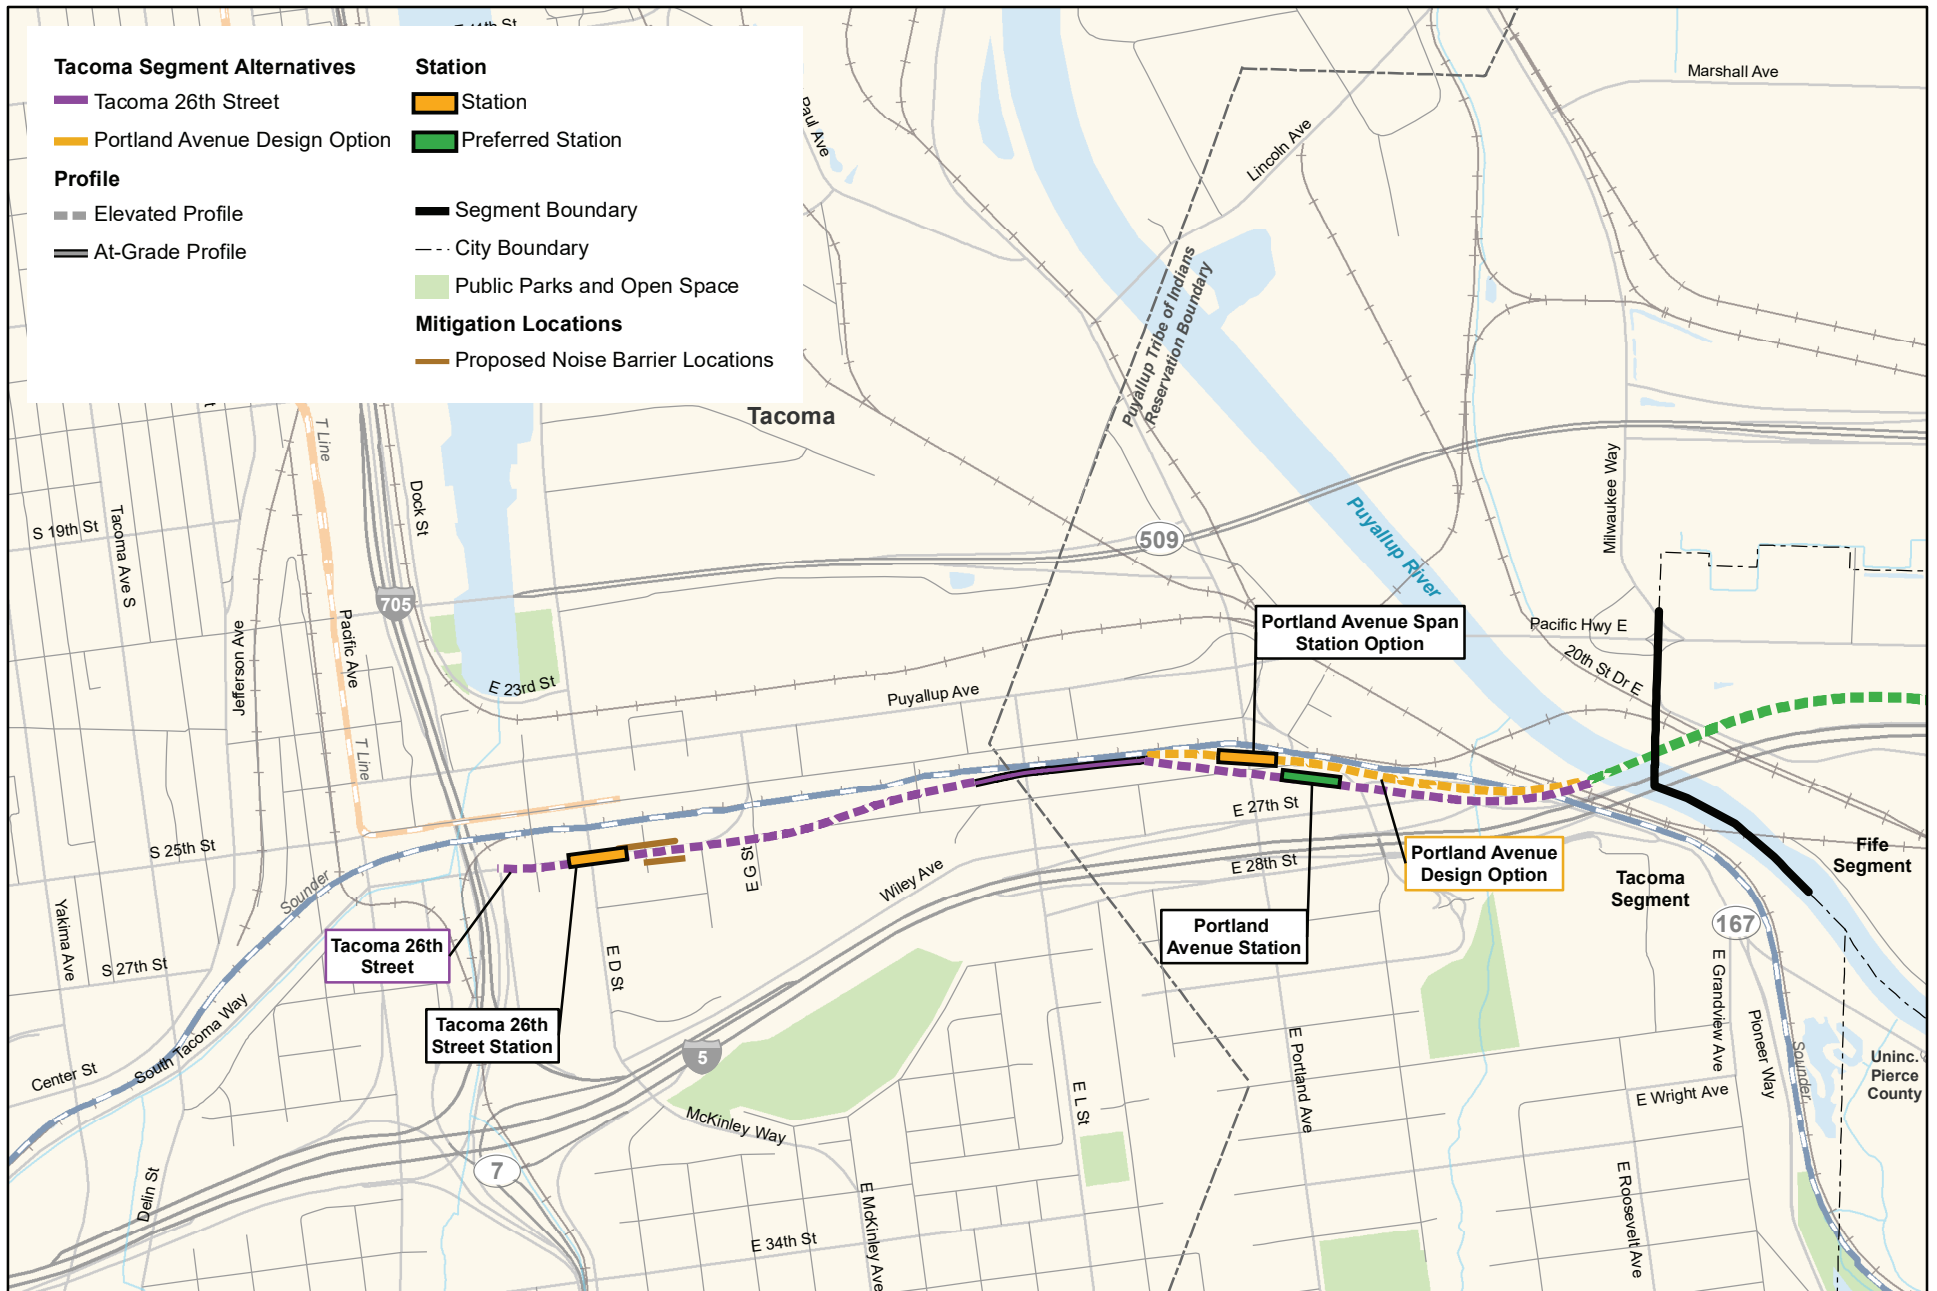 Tacoma Segment Alternatives
Tacoma 26th Street
Portland Avenue Design Option
Profile
Elevated Profile
At-Grade Profile
Station
Station
Preferred Station
Segment Boundary
City Boundary
Public Parks and Open Space
Mitigation Locations
Proposed Noise Barrier Locations
Paul Ave
Marshall Ave
Lincoln Ave
Puyallup Tribe of Indians
Reservation Boundary
Tacoma
T Line
Dock St
S 19th St
Tacoma Ave S
509
Puyallup River
Milwaukee Way
705
Jefferson Ave
Pacific Ave
Portland Avenue Span
Station Option
Pacific Hwy E
20th St Dr E
E 23rd St
Puyallup Ave
T Line
E 27th St
S 25th St
E G St
Wiley Ave
E 28th St
Portland Avenue
Design Option
Fife
Segment
Tacoma
Segment
Sounder
Yakima Ave
S 27th St
Tacoma 26th
Street
E D St
Portland
Avenue Station
167
E Grandview Ave
Tacoma 26th
Street Station
South Tacoma Way
Center St
5
E Portland Ave
Pioneer Way
Sounder
Uninc.
Pierce
County
E L St
E Wright Ave
McKinley Way
7
Delin St
E McKinley Ave
E Roosevelt Ave
E 34th St